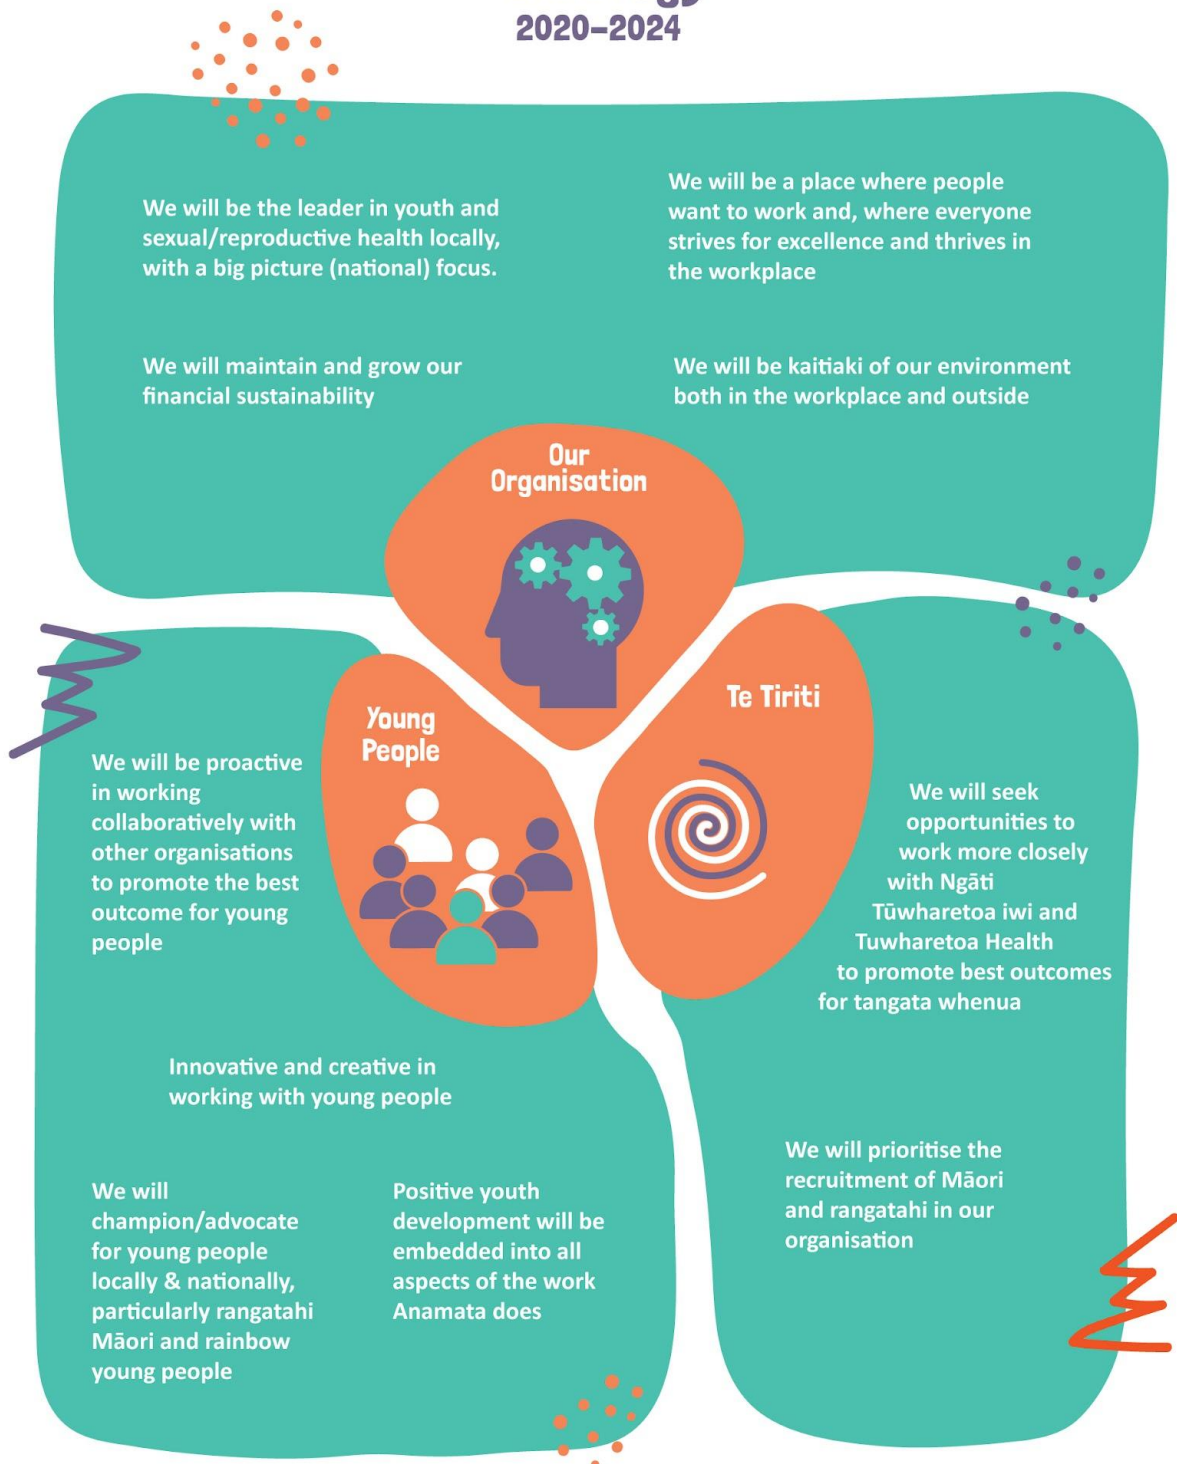 2020–2024
We will be the leader in youth and
sexual/reproductive health locally,
with a big picture (national) focus.
We will be a place where people
want to work and, where everyone
strives for excellence and thrives in
the workplace
We will maintain and grow our
financial sustainability
We will be kaitiaki of our environment
both in the workplace and outside
Our
Organisation
Young
People
We will be proactive
in working
collaboratively with
other organisations
to promote the best
outcome for young
people
Innovative and creative in
working with young people
We will
champion/advocate
for young people
locally & nationally,
particularly rangatahi
Māori and rainbow
young people
Positive youth
development will be
embedded into all
aspects of the work
Anamata does
Te Tiriti
We will seek
opportunities to
work more closely
with Ngāti
Tūwharetoa iwi and
Tuwharetoa Health
to promote best outcomes
for tangata whenua
We will prioritise the
recruitment of Māori
and rangatahi in our
organisation